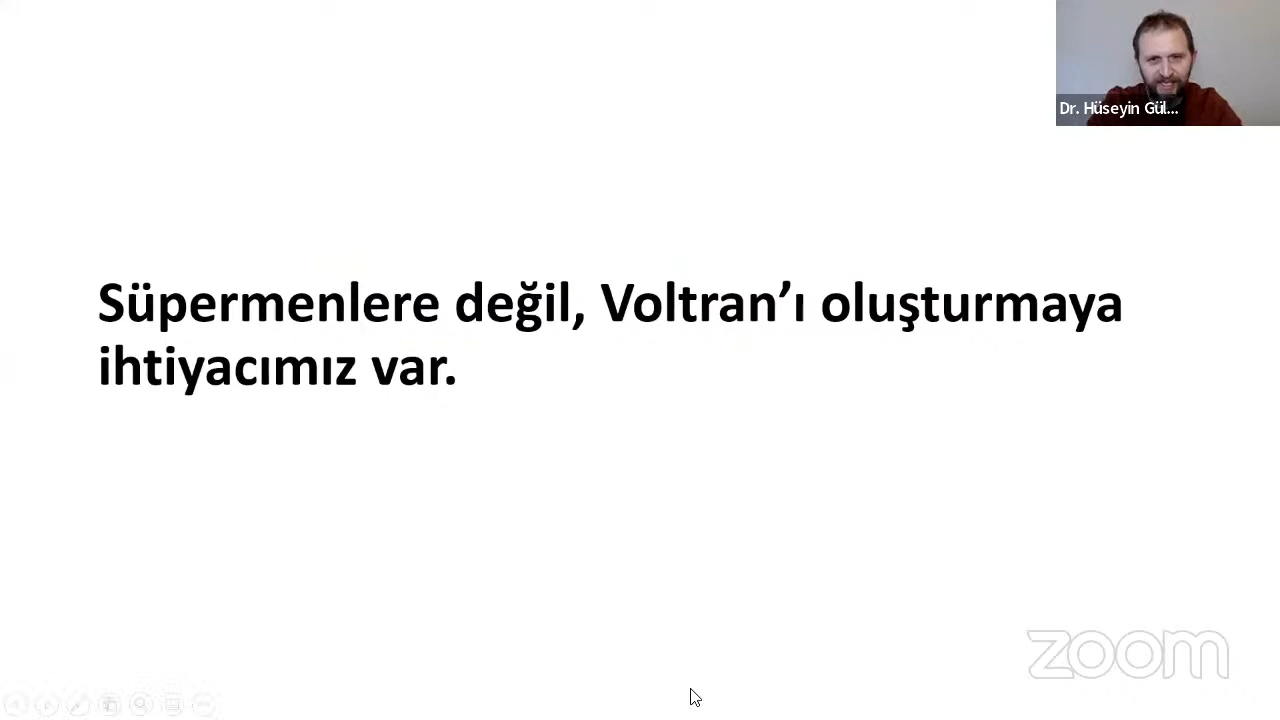 Dr. Hüseyin Gül...
Süpermenlere değil, Voltran’ı oluşturmaya
ihtiyacımız var.
zoom